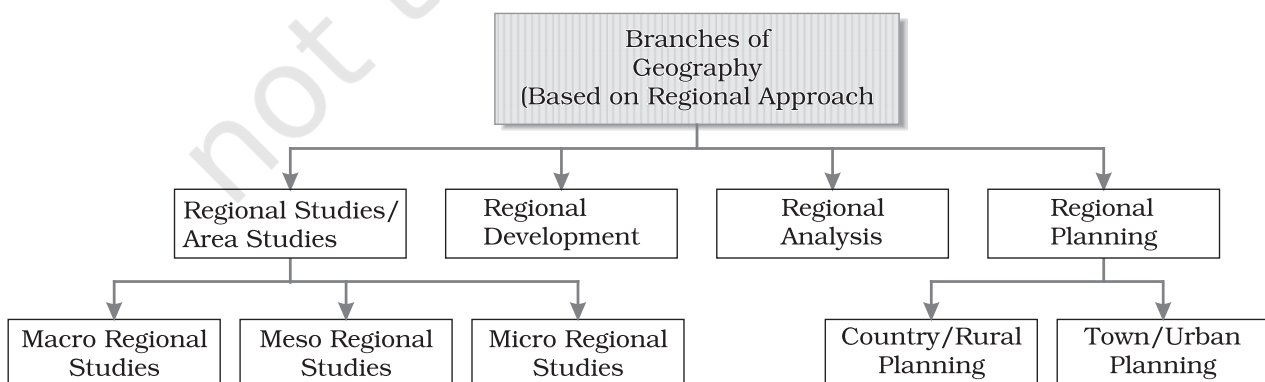 not
Branches of
Geography
(Based on Regional Approach
Regional Studies/
Area Studies
Regional
Development
Regional
Analysis
Regional
Planning
Macro Regional
Studies
Meso Regional
Studies
Micro Regional
Studies
Country/Rural
Planning
Town/Urban
Planning